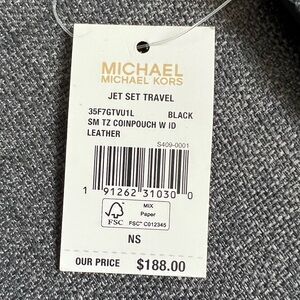 MICHAEL
MICHAEL KORS
JET SET TRAVEL
35F7GTVU1L BLACK
SM TZ COINPOUCH W ID
LEATHER
S409-0001
1 91262 31030 0
FSC
MIX
Paper
FSC™ C012345
NS
OUR PRICE $188.00